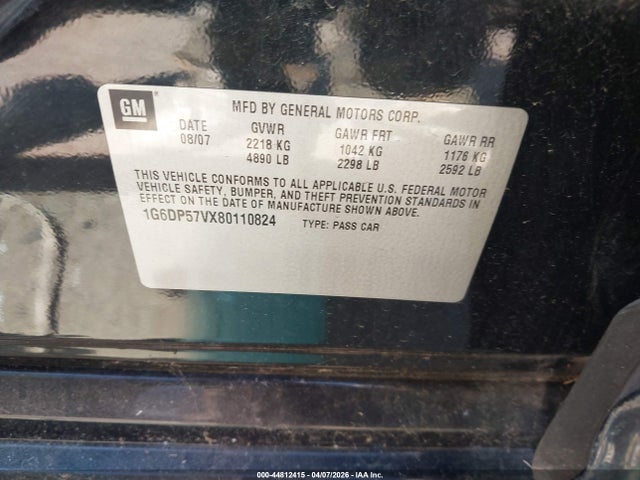 GM
MFD BY GENERAL MOTORS CORP.
DATE GVWR GAWR FRT GAWR RR
08/07 2218 KG 1042 KG 1176 KG
4890 LB 2298 LB 2592 LB
THIS VEHICLE CONFORMS TO ALL APPLICABLE U.S. FEDERAL MOTOR
VEHICLE SAFETY, BUMPER, AND THEFT PREVENTION STANDARDS IN
EFFECT ON THE DATE OF MANUFACTURE SHOWN ABOVE.
1G6DP57VX80110824 TYPE: PASS CAR
000-44812415 - 04/07/2026 - IAA Inc.